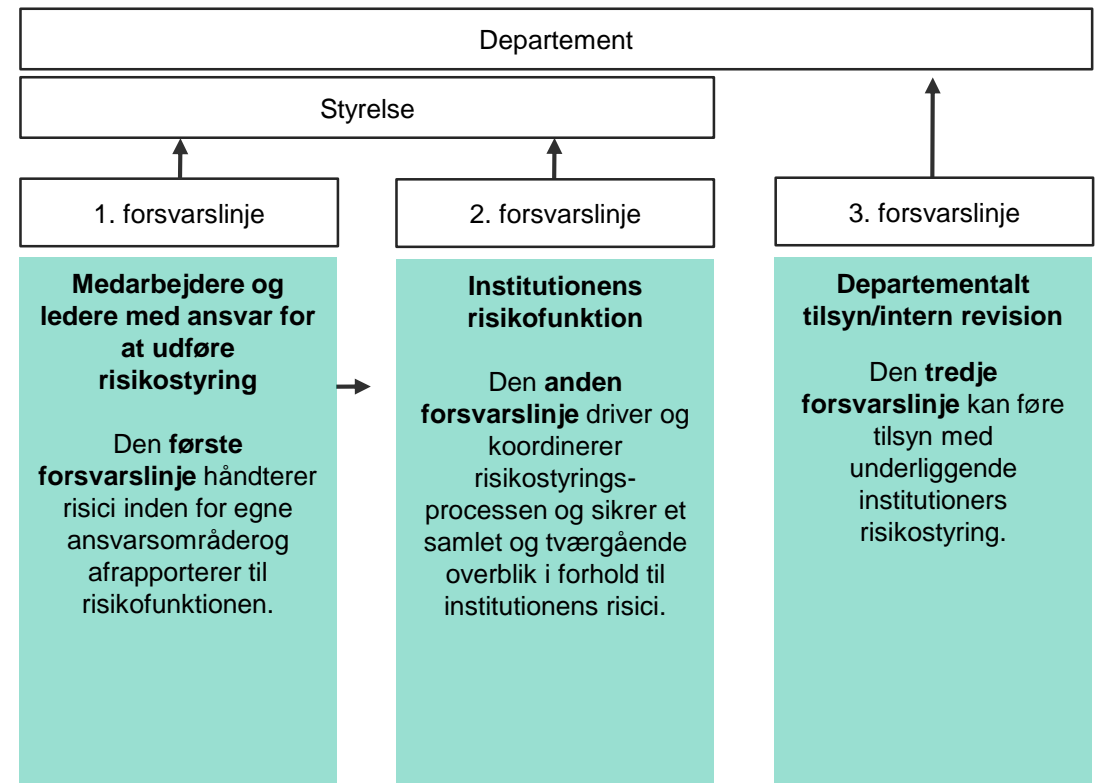 Departement
Styrelse
1. forsvarslinje
2. forsvarslinje
3. forsvarslinje
Medarbejdere og
ledere med ansvar for
at udføre
risikostyring
Den første
forsvarslinje håndterer
risici inden for egne
ansvarsområderog
afrapporterer til
risikofunktionen.
Institutionens
risikofunktion
Den anden
forsvarslinje driver og
koordinerer
risikostyrings-
processen og sikrer et
samlet og tværgående
overblik i forhold til
institutionens risici.
Departementalt
tilsyn/intern revision
Den tredje
forsvarslinje kan føre
tilsyn med
underliggende
institutioners
risikostyring.